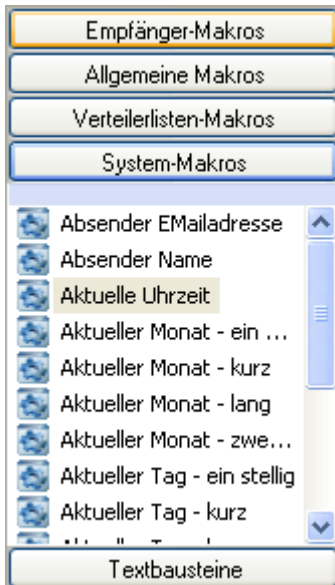 Empfänger-Makros
Allgemeine Makros
Verteilerlisten-Makros
System-Makros
Absender EMailadresse
Absender Name
Aktuelle Uhrzeit
Aktueller Monat - ein ...
Aktueller Monat - kurz
Aktueller Monat - lang
Aktueller Monat - zwe...
Aktueller Tag - ein stellig
Aktueller Tag - kurz
Textbausteine